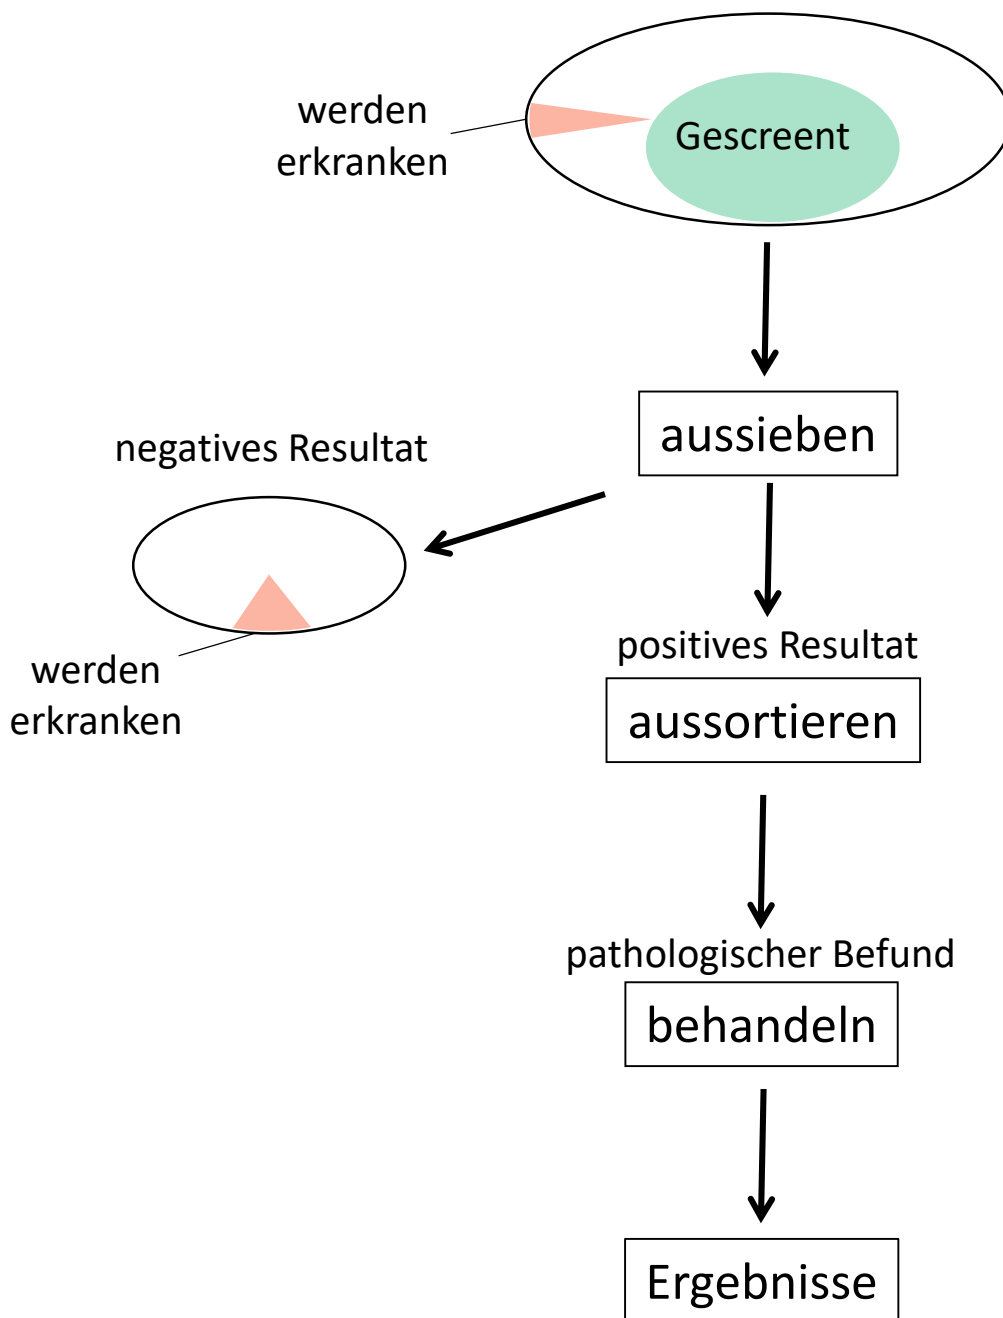 werden
erkranken
Gescreent
aussieben
negatives Resultat
werden
erkranken
positives Resultat
aussortieren
pathologischer Befund
behandeln
Ergebnisse